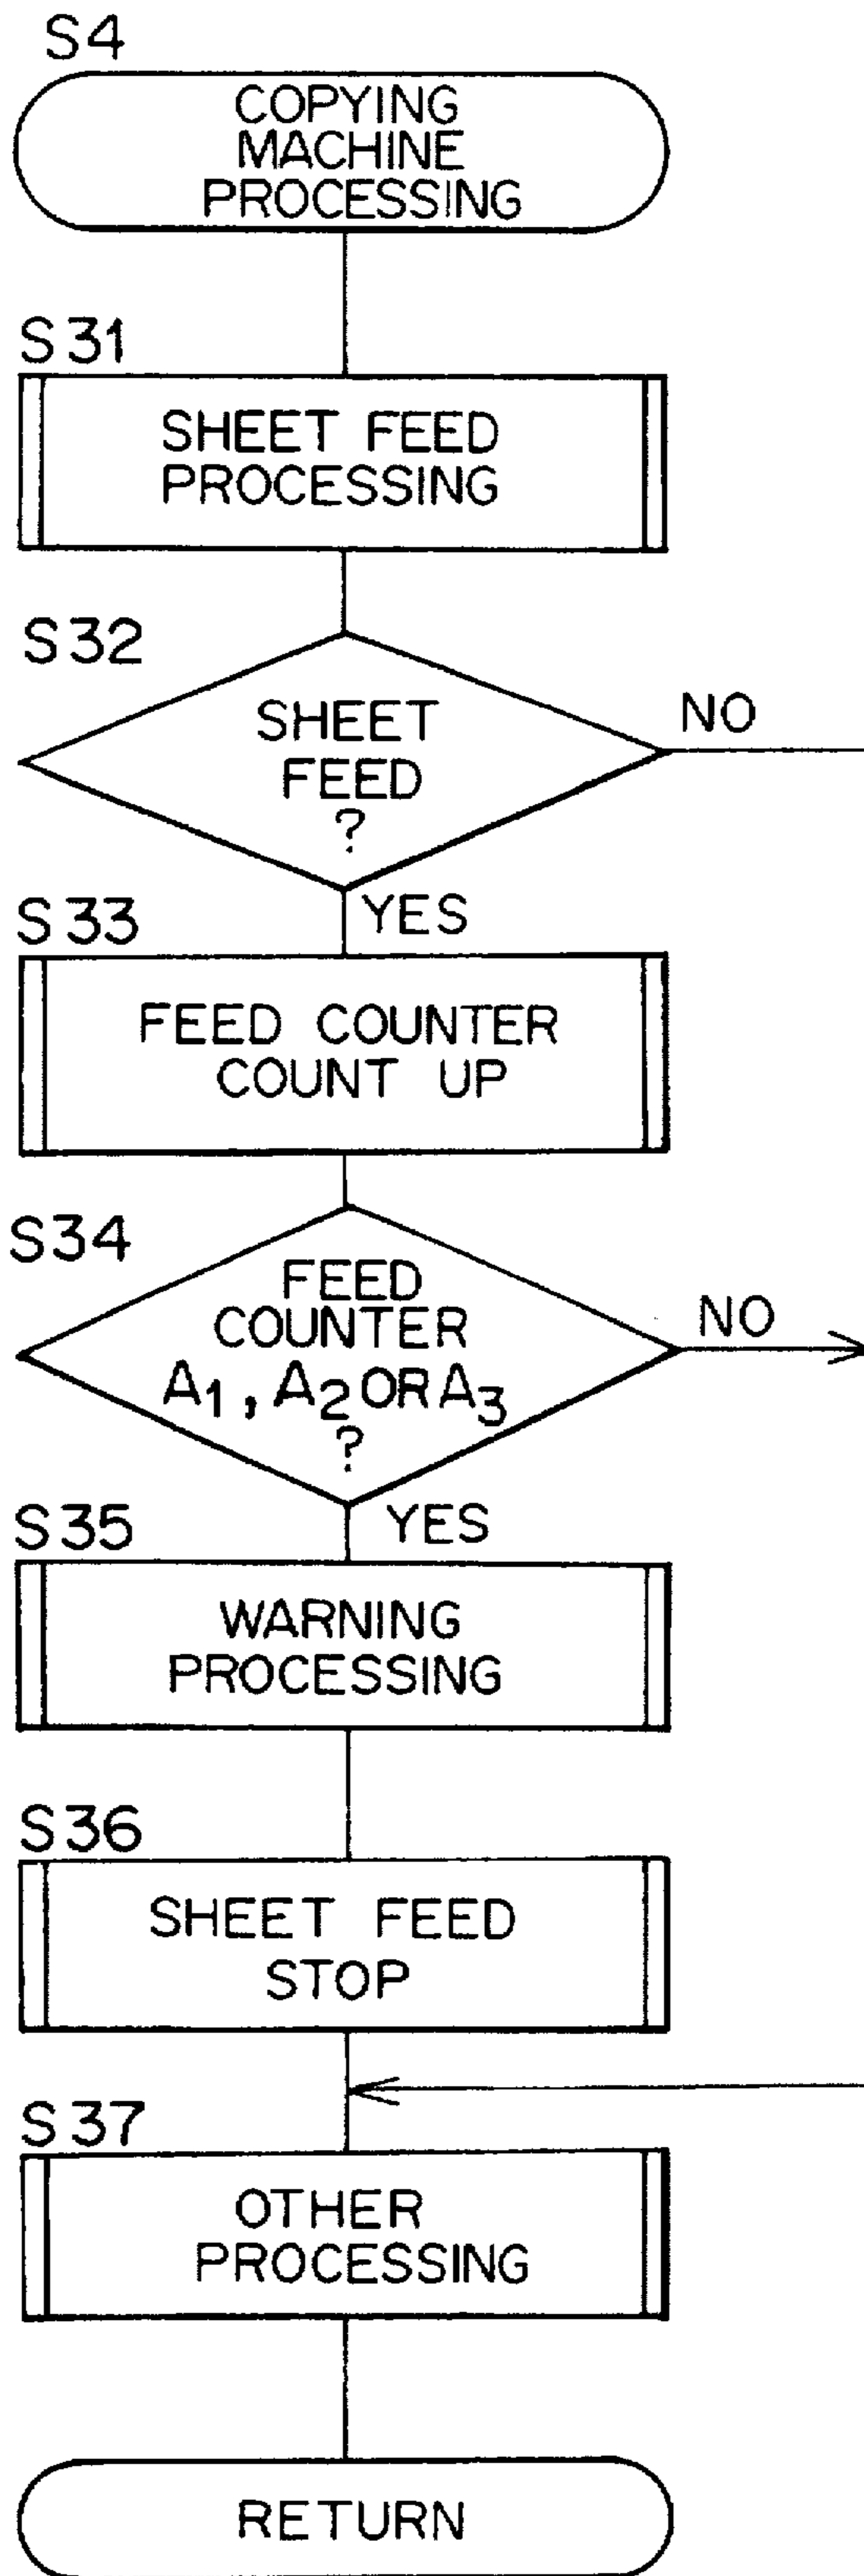 S4
COPYING
MACHINE
PROCESSING
S31
SHEET FEED
PROCESSING
S32
SHEET
FEED
?
NO
YES
S33
FEED COUNTER
COUNT UP
S34
FEED
COUNTER
A1, A2 OR A3
?
NO
YES
S35
WARNING
PROCESSING
S36
SHEET FEED
STOP
S37
OTHER
PROCESSING
RETURN